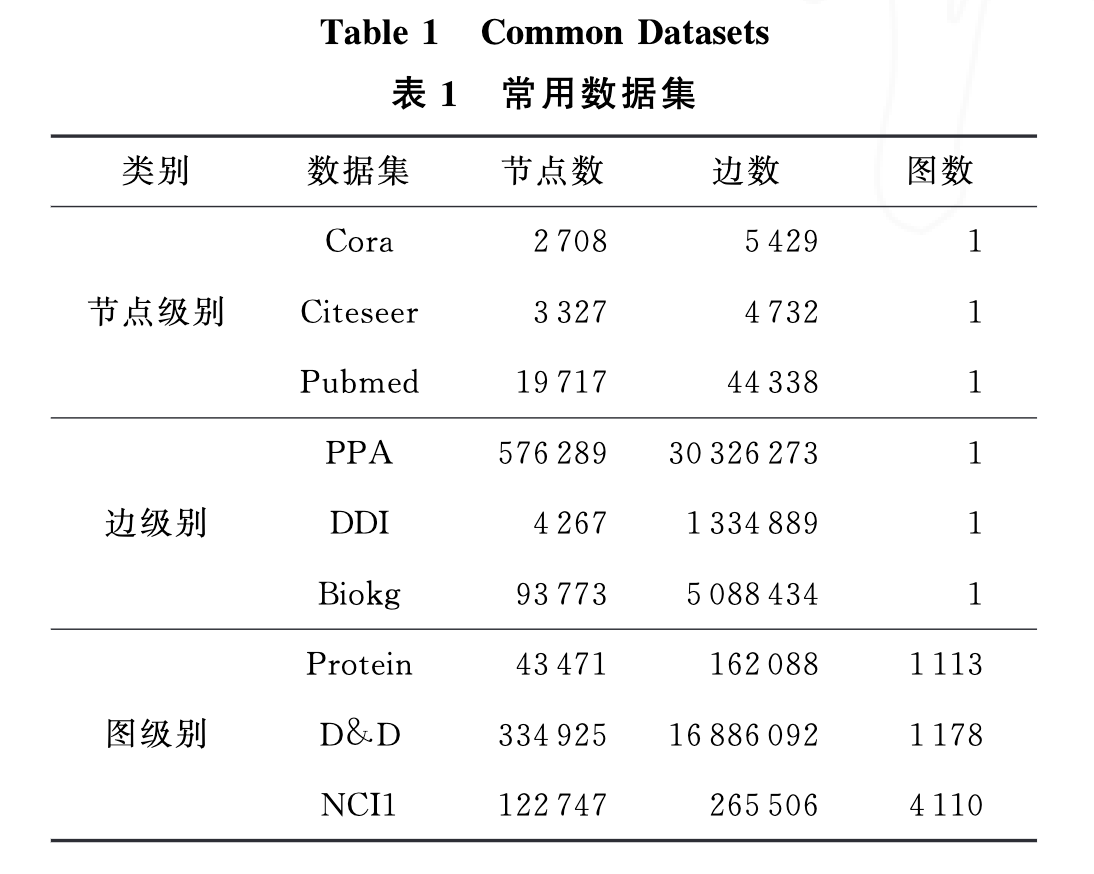 Table 1 Common Datasets
表 1 常用数据集
类别 数据集 节点数 边数 图数
Cora 2 708 5 429 1
节点级别 Citeseer 3 327 4 732 1
Pubmed 19 717 44 338 1
PPA 576 289 30 326 273 1
边级别 DDI 4 267 1 334 889 1
Biokg 93 773 5 088 434 1
Protein 43 471 162 088 1 113
图级别 D&D 334 925 16 886 092 1 178
NCI1 122 747 265 506 4 110